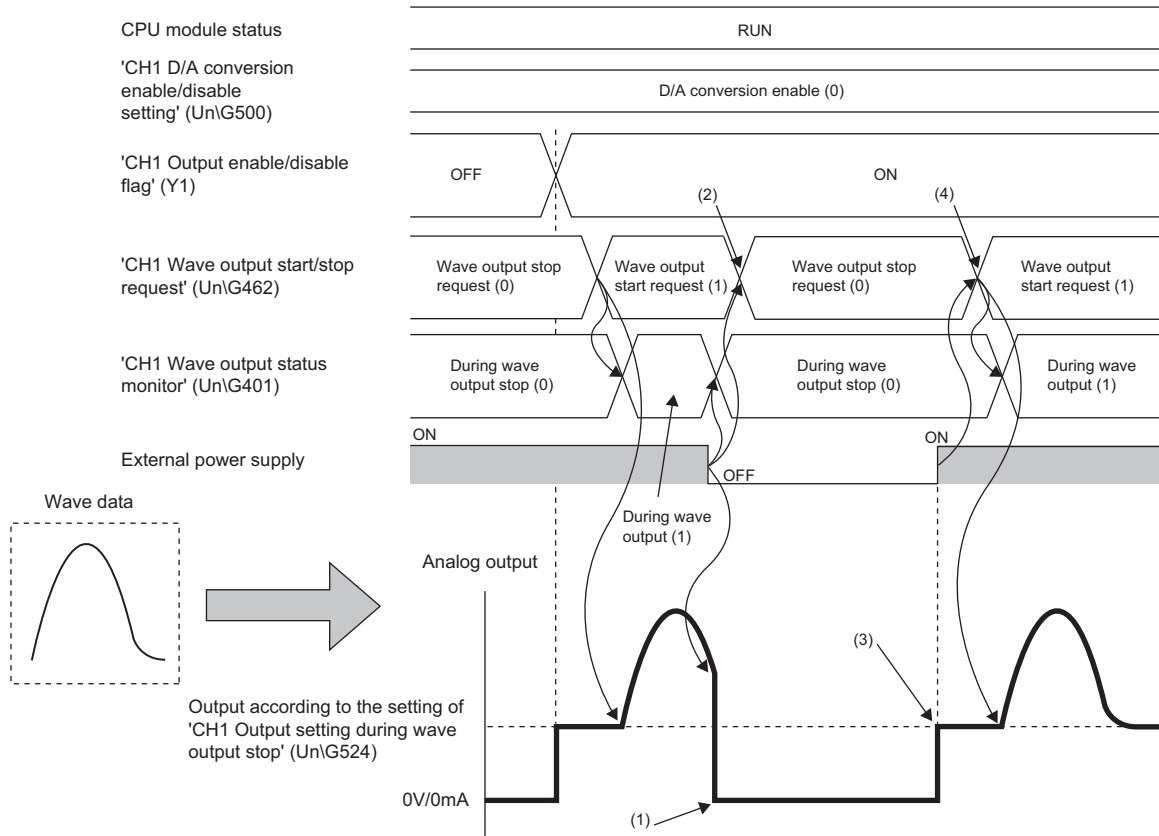 CPU module status
RUN
'CH1 D/A conversion
enable/disable
setting' (Un\G500)
D/A conversion enable (0)
'CH1 Output enable/disable
flag' (Y1)
OFF
ON
(2)
(4)
'CH1 Wave output start/stop
request' (Un\G462)
Wave output stop
request (0)
Wave output
start request (1)
Wave output stop
request (0)
Wave output
start request (1)
'CH1 Wave output status
monitor' (Un\G401)
During wave
output stop (0)
During wave
output stop (0)
During wave
output (1)
External power supply
ON
OFF
ON
During wave
output (1)
Wave data
Analog output
(3)
Output according to the setting of
'CH1 Output setting during wave
output stop' (Un\G524)
0V/0mA
(1)